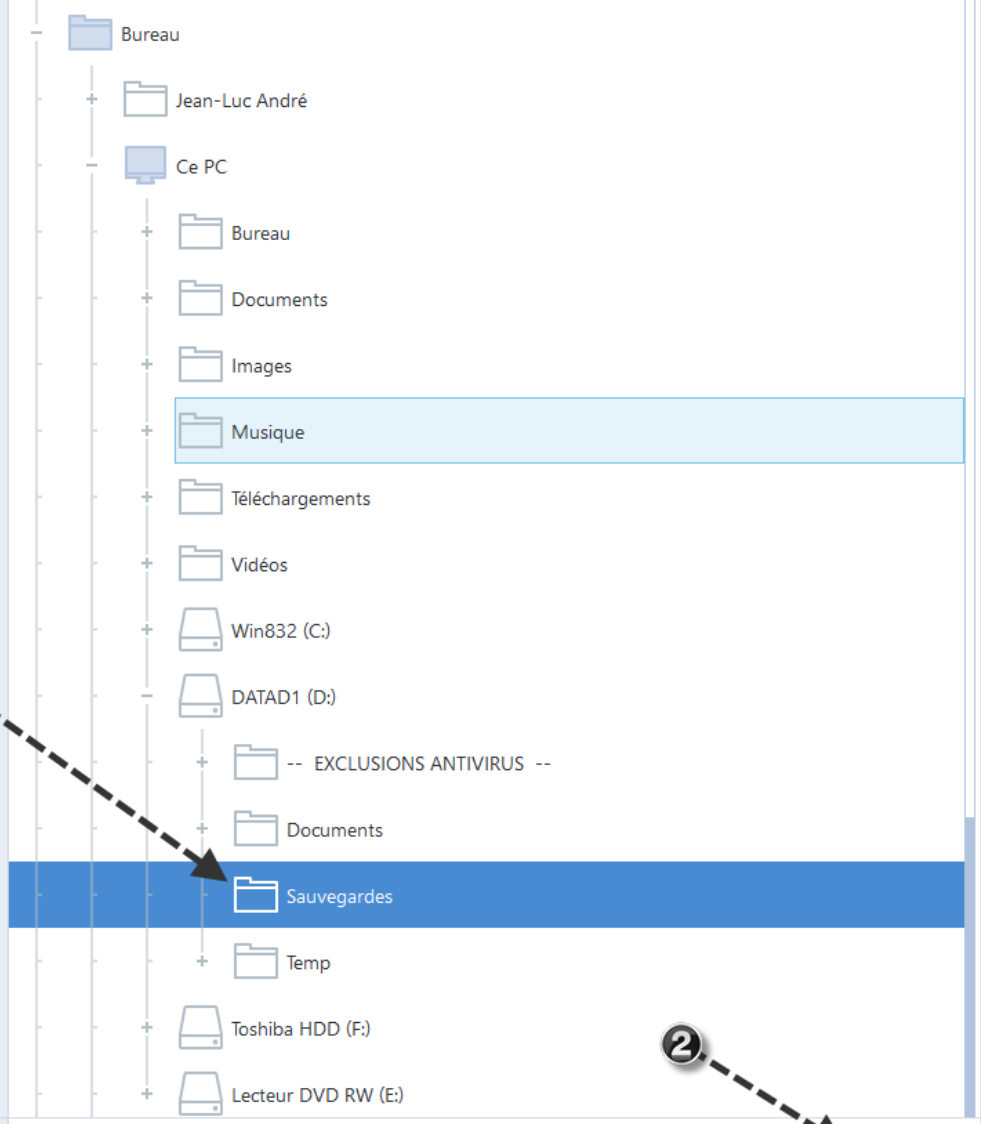 Bureau
Jean-Luc André
Ce PC
Bureau
Documents
Images
Musique
Téléchargements
Vidéos
Win832 (C:)
DATAD1 (D:)
-- EXCLUSIONS ANTIVIRUS --
Documents
Sauvegardes
Temp
Toshiba HDD (F:)
2
Lecteur DVD RW (E:)